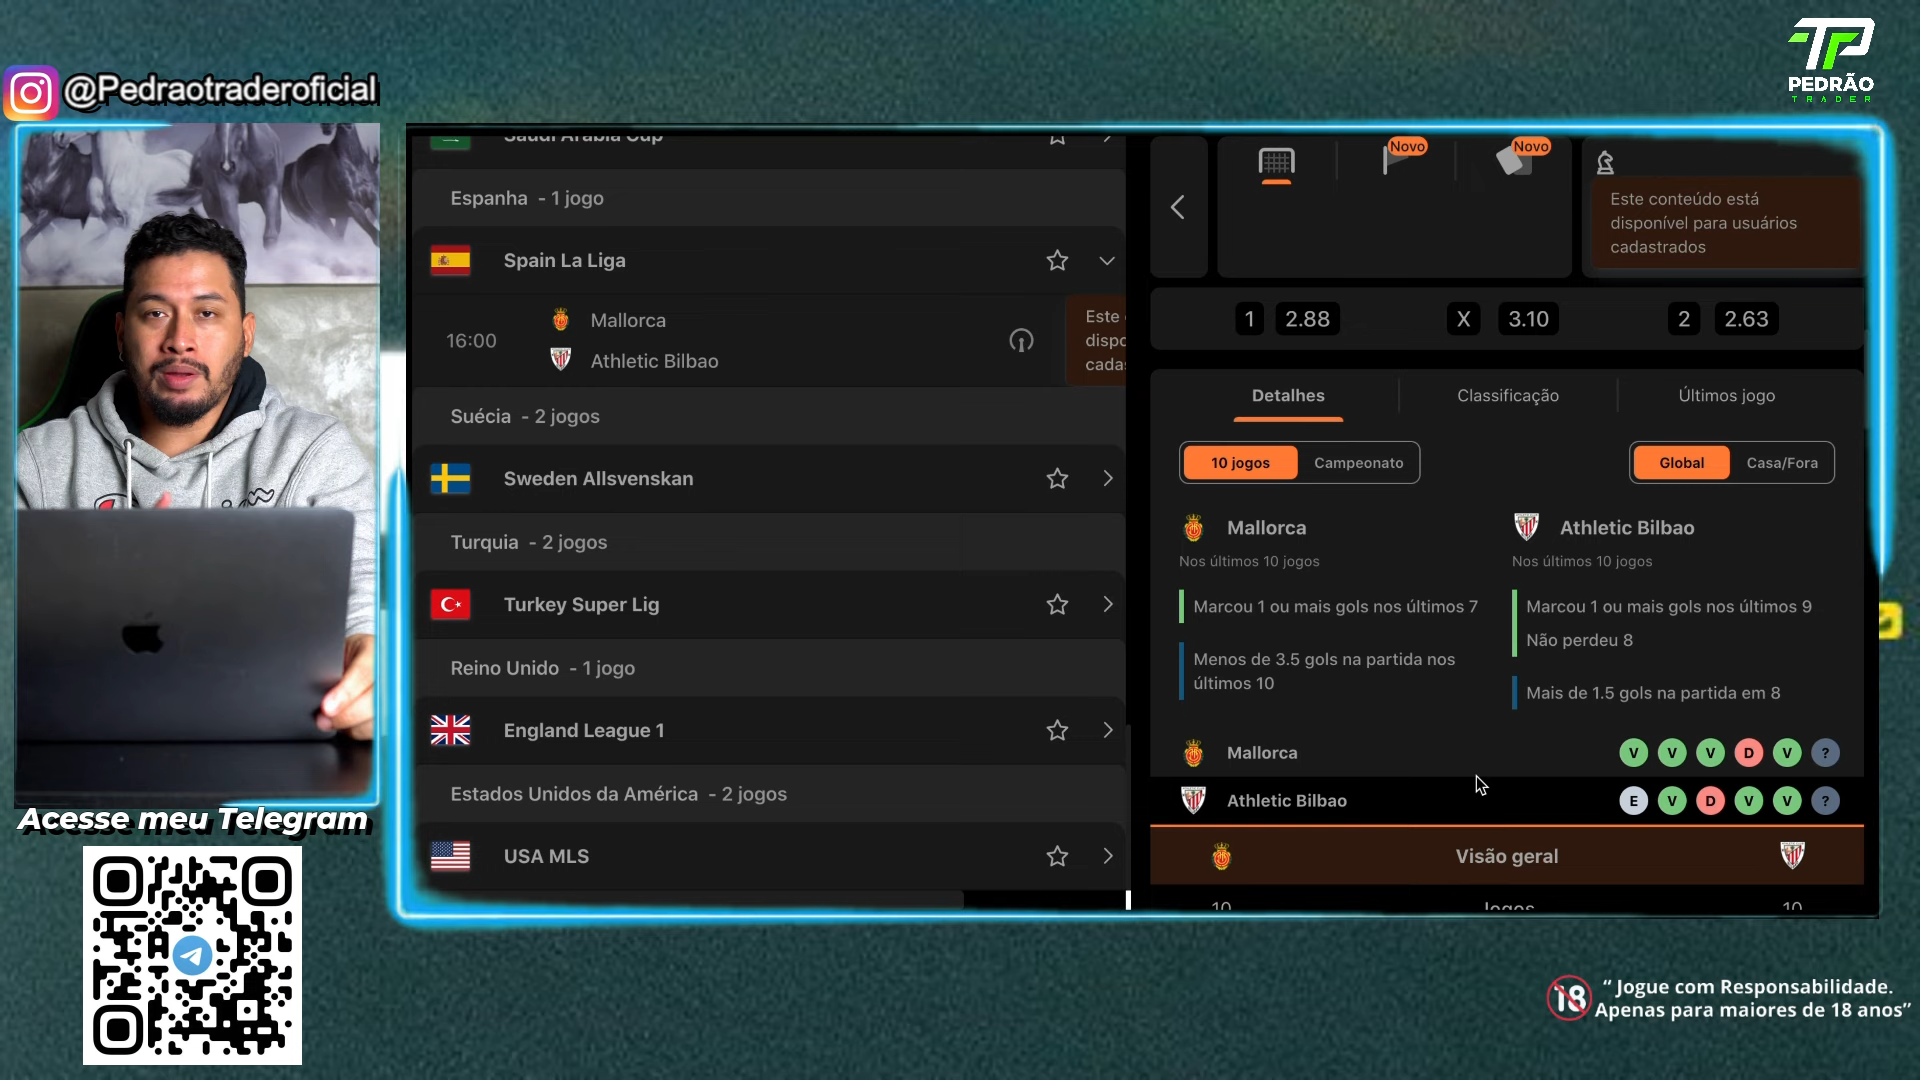 @Pedraotraderoficial
TP
PEDRÃO
TRADER
Saudi Arabia Cup
Espanha - 1 jogo
Spain La Liga
16:00
Mallorca
Athletic Bilbao
Suécia - 2 jogos
Sweden Allsvenskan
Turquia - 2 jogos
Turkey Super Lig
Reino Unido - 1 jogo
England League 1
Estados Unidos da América - 2 jogos
USA MLS
Novo
Novo
Este conteúdo está
disponível para usuários
cadastrados
1 2.88 X 3.10 2 2.63
Detalhes Classificação Últimos jogo
10 jogos Campeonato Global Casa/Fora
Mallorca
Nos últimos 10 jogos
Marcou 1 ou mais gols nos últimos 7
Menos de 3.5 gols na partida nos
últimos 10
Athletic Bilbao
Nos últimos 10 jogos
Marcou 1 ou mais gols nos últimos 9
Não perdeu 8
Mais de 1.5 gols na partida em 8
Mallorca V V V D V ?
Athletic Bilbao E V D V V ?
Visão geral
10 Jogos 10
Acesse meu Telegram
18 “ Jogue com Responsabilidade.
Apenas para maiores de 18 anos”